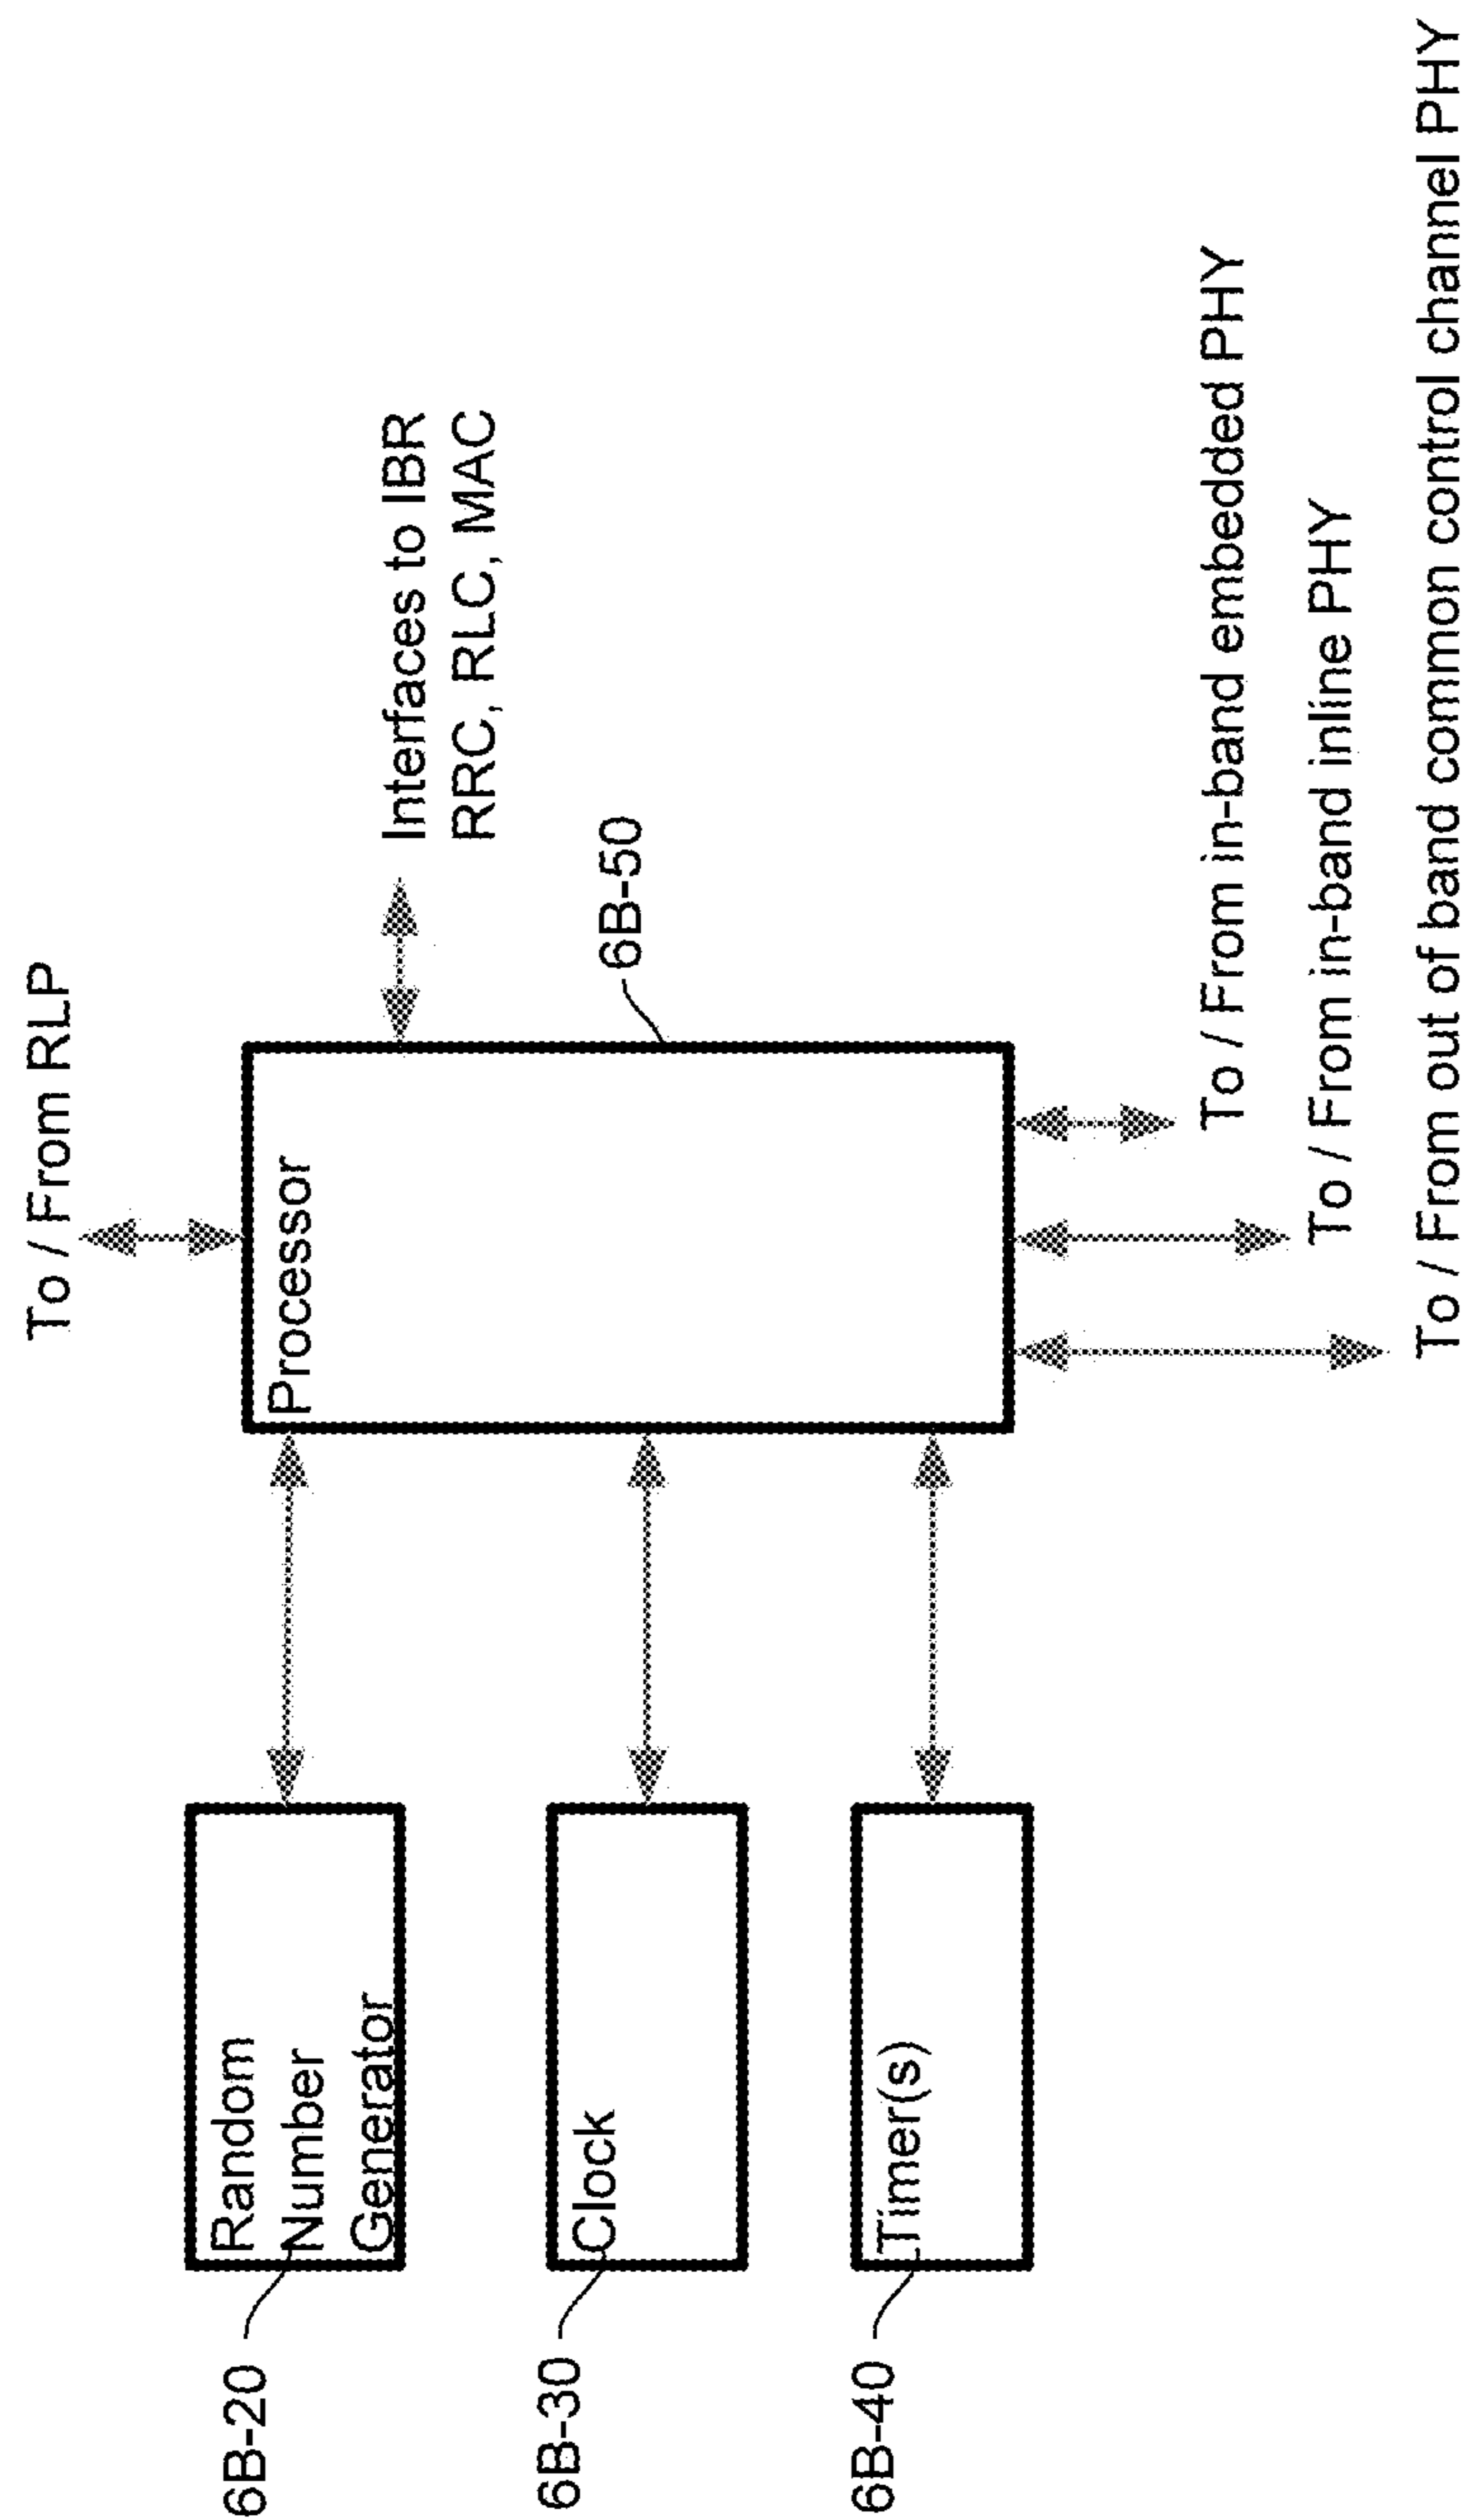 To / From RLP
6B-20
Random
Number
Generator
Processor
Interfaces to IBR
RRC, RLC, MAC
6B-30
Clock
6B-50
6B-40
Timer(s)
To / From in-band embedded PHY
To / From in-band inline PHY
To / From out of band common control channel PHY